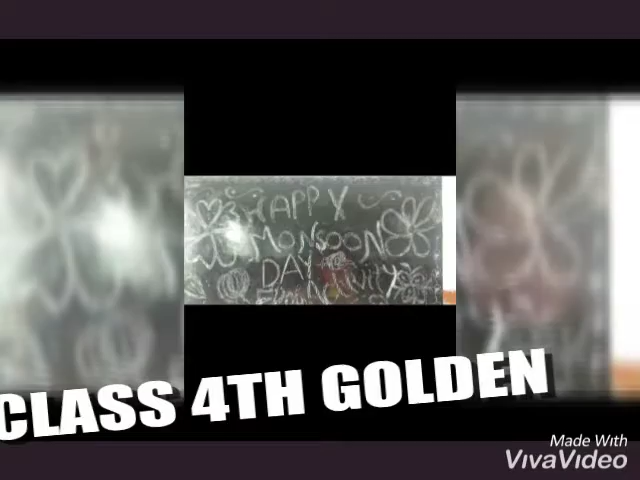 HAPPY
MONSOON
DAY
CLASS 4TH GOLDEN
Made With
VivaVideo